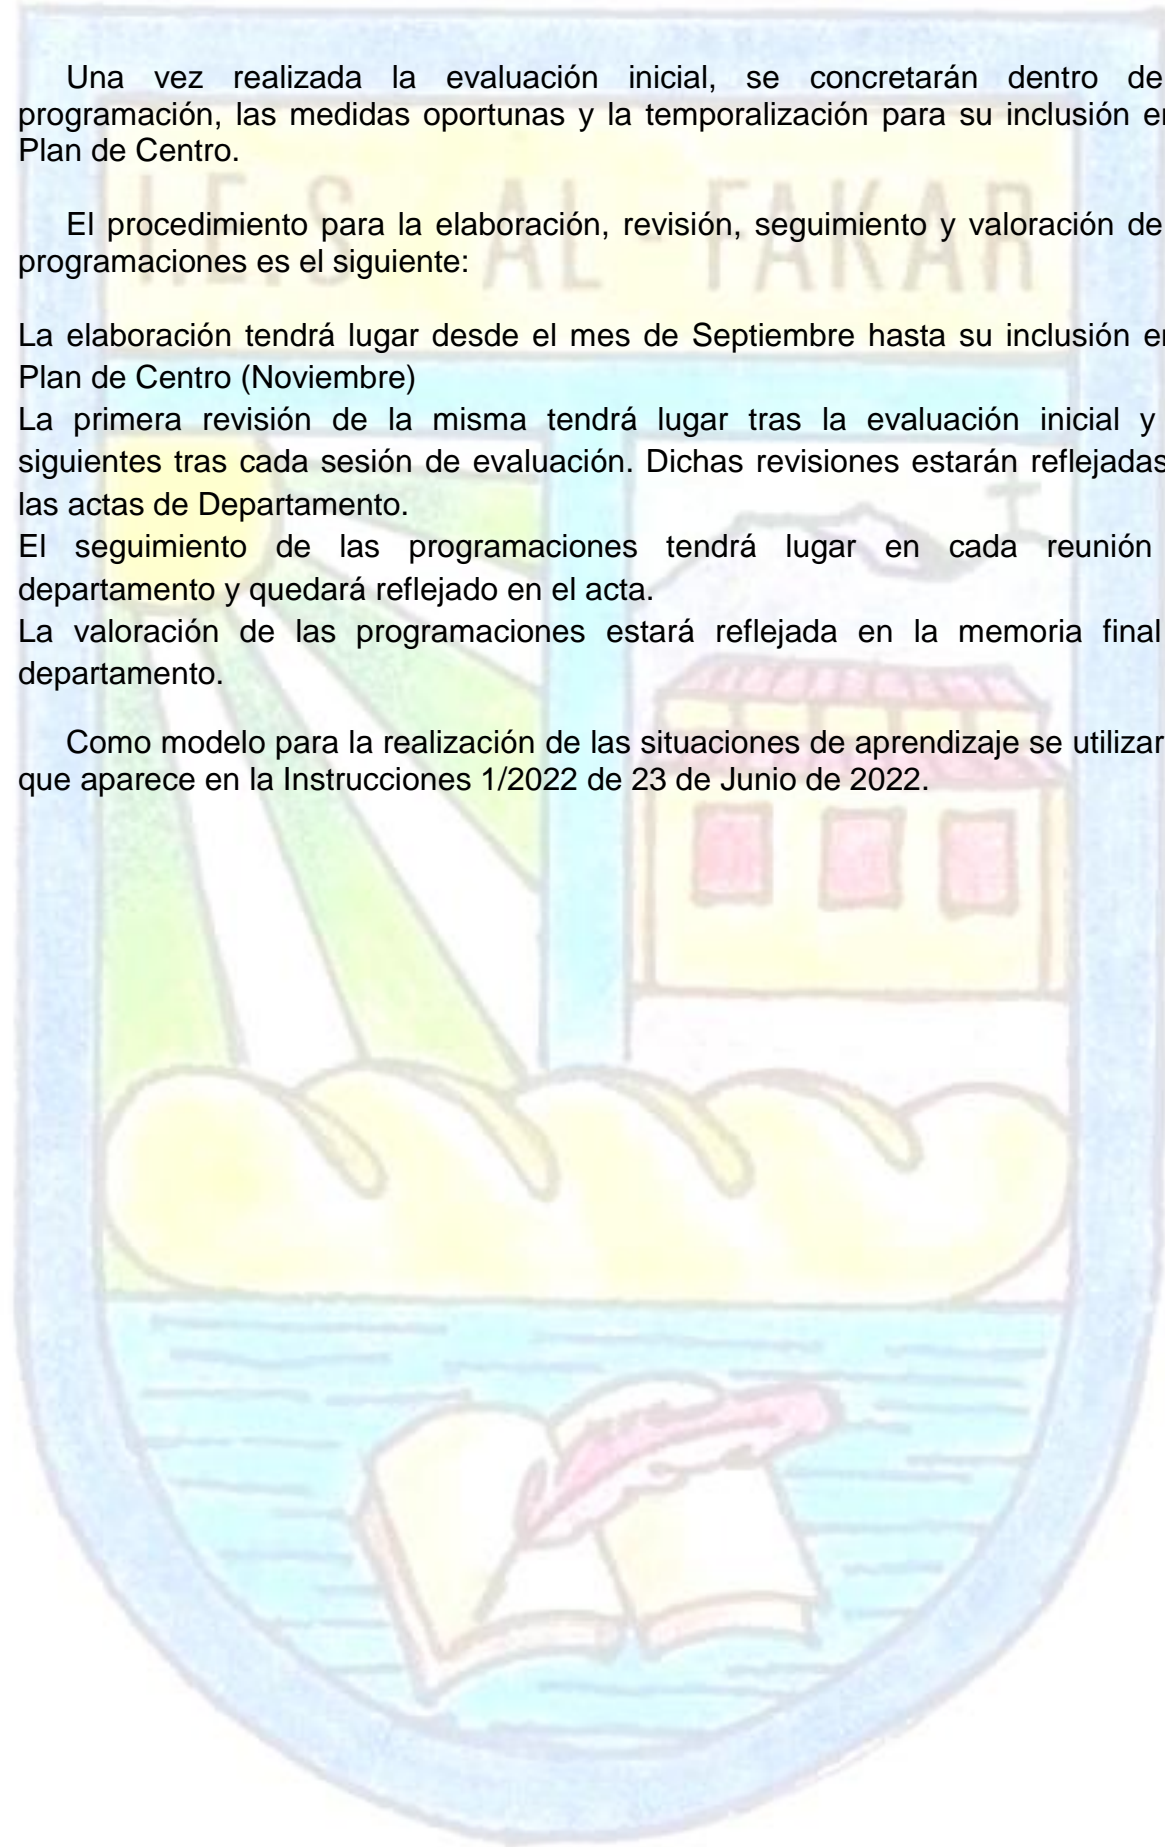 Una vez realizada la evaluación inicial, se concretarán dentro de
programación, las medidas oportunas y la temporalización para su inclusión en
Plan de Centro.
I.E.S AL-FAKAR
El procedimiento para la elaboración, revisión, seguimiento y valoración de
programaciones es el siguiente:
La elaboración tendrá lugar desde el mes de Septiembre hasta su inclusión en
Plan de Centro (Noviembre)
La primera revisión de la misma tendrá lugar tras la evaluación inicial y
siguientes tras cada sesión de evaluación. Dichas revisiones estarán reflejadas
las actas de Departamento.
El seguimiento de las programaciones tendrá lugar en cada reunión
departamento y quedará reflejado en el acta.
La valoración de las programaciones estará reflejada en la memoria final
departamento.
Como modelo para la realización de las situaciones de aprendizaje se utilizar
que aparece en la Instrucciones 1/2022 de 23 de Junio de 2022.